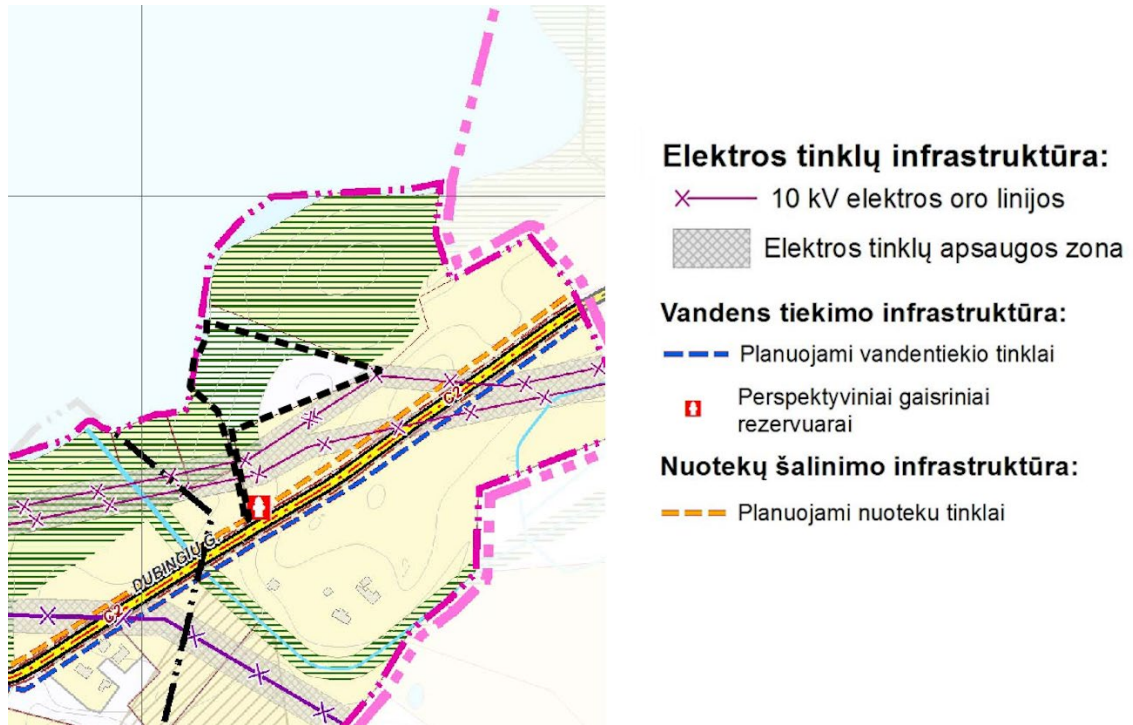 C2
DUBINGIŲ G.
C2
Elektros tinklų infrastruktūra:
10 kV elektros oro linijos
Elektros tinklų apsaugos zona
Vandens tiekimo infrastruktūra:
Planuojami vandentiekio tinklai
Perspektyviniai gaisriniai
rezervuarai
Nuotekų šalinimo infrastruktūra:
Planuojami nuoteku tinklai